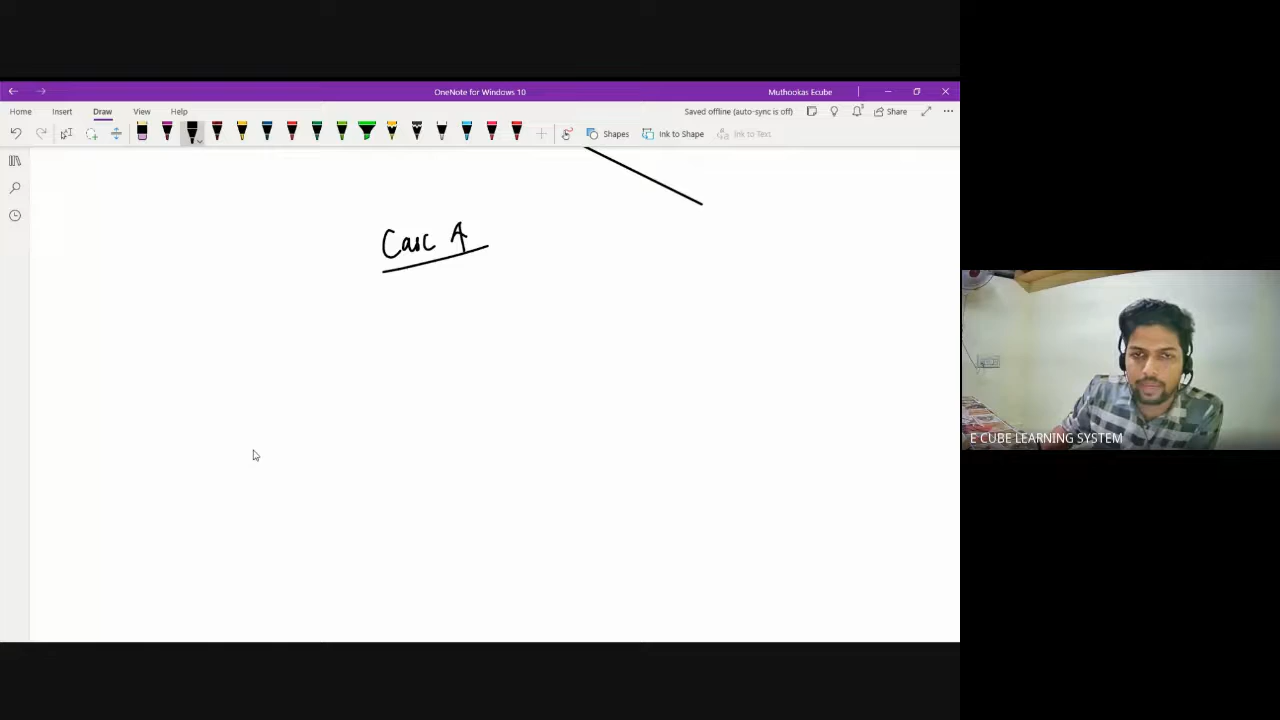 OneNote for Windows 10
Muthookas Ecube
Home Insert Draw View Help
Saved offline (auto-sync is off) Share
Shapes Ink to Shape Ink to Text
Case A
E CUBE LEARNING SYSTEM